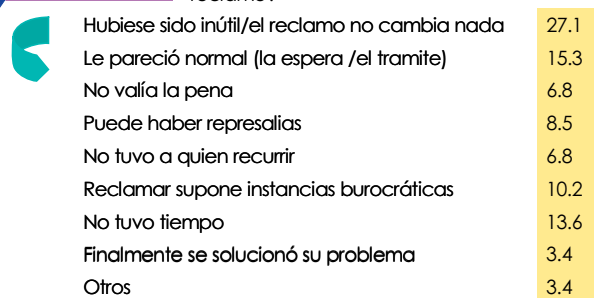 reclamo?
Hubiese sido inútil/el reclamo no cambia nada 27.1
Le pareció normal (la espera /el tramite) 15.3
No valía la pena 6.8
Puede haber represalias 8.5
No tuvo a quien recurrir 6.8
Reclamar supone instancias burocráticas 10.2
No tuvo tiempo 13.6
Finalmente se solucionó su problema 3.4
Otros 3.4